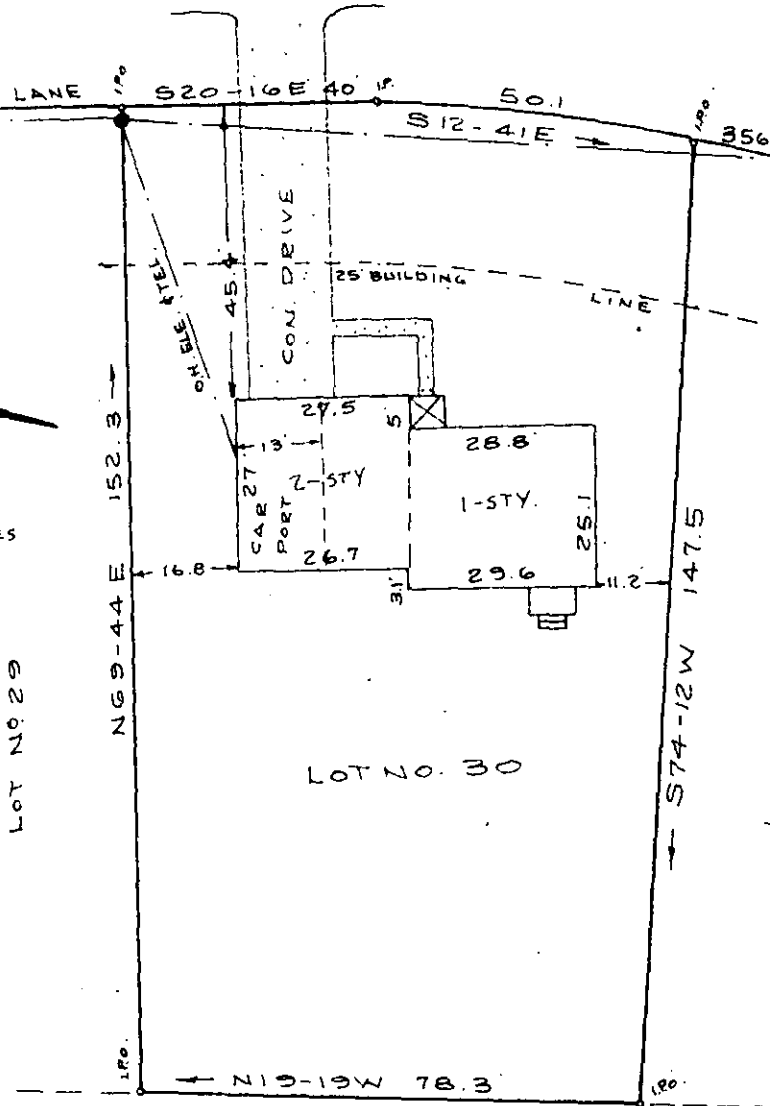 LANE
I.P.O
S20-16E 40
I.P.
50.1
I.P.O.
S12-41E
356
O.H. ELE. & TEL.
45.4
CON. DRIVE
25' BUILDING
LINE
152.3
N69-44 E
27.5
5
28.8
13'
27
2-STY
CAR
PORT
1-STY.
25.1
26.7
29.6
3.1'
16.8
11.2
147.5
S74-12W
ES
LOT NO. 29
LOT NO. 30
I.P.O.
N19-19W 78.3
I.P.O.